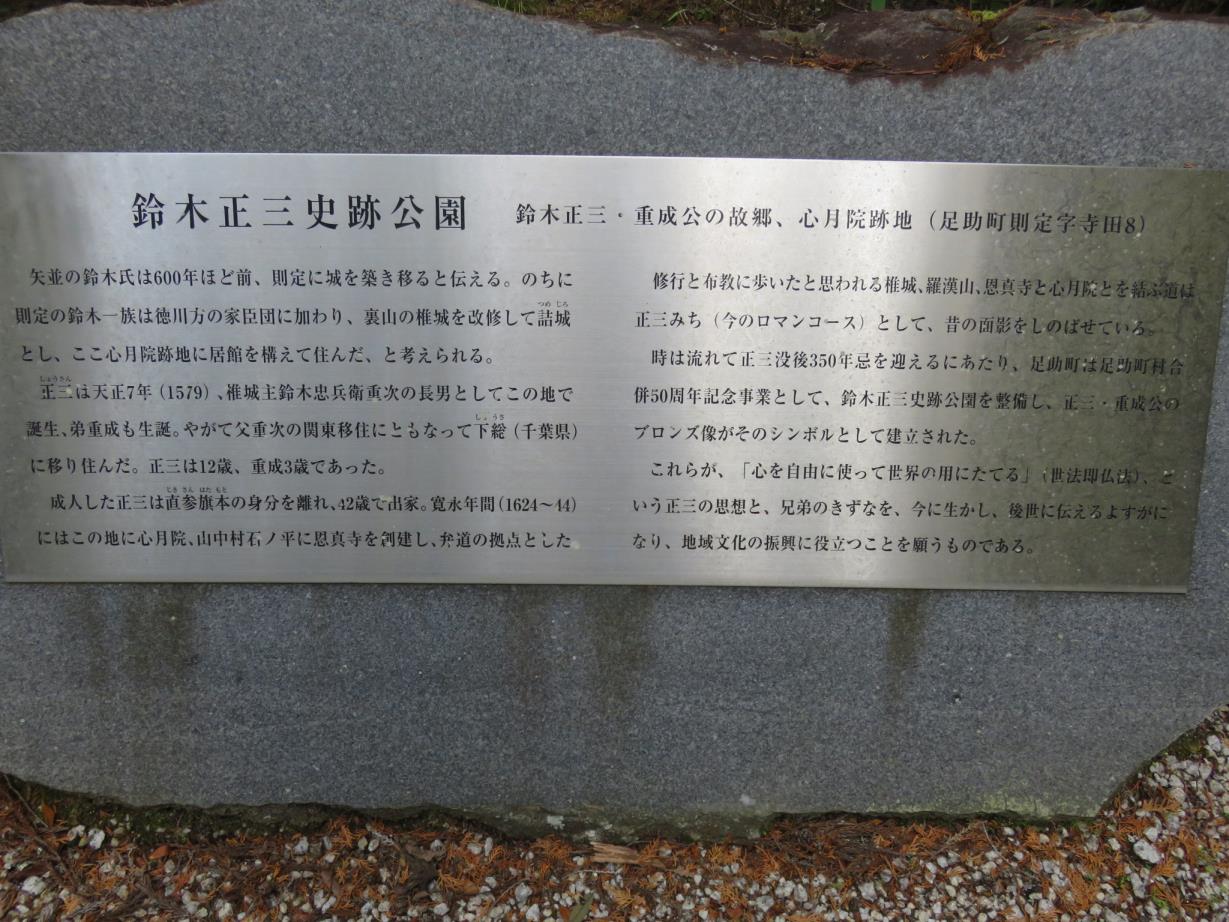 鈴木正三史跡公園 鈴木正三・重成公の故郷、心月院跡地（足助町則定字寺田8）
矢並の鈴木氏は600年ほど前、則定に城を築き移ると伝える。のちに
則定の鈴木一族は徳川方の家臣団に加わり、裏山の椎城を改修して詰城
つめ じろ
とし、ここ心月院跡地に居館を構えて住んだ、と考えられる。
しょうさん
正三は天正7年（1579）、椎城主鈴木忠兵衛重次の長男としてこの地で
誕生、弟重成も生誕。やがて父重次の関東移住にともなって下総（千葉県）
しょうさ
に移り住んだ。正三は12歳、重成3歳であった。
じき さん はた もと
成人した正三は直参旗本の身分を離れ、42歳で出家。寛永年間（1624〜44）
にはこの地に心月院、山中村石ノ平に恩真寺を創建し、弁道の拠点とした
修行と布教に歩いたと思われる椎城、羅漢山、恩真寺と心月院とを結ぶ道は
正三みち（今のロマンコース）として、昔の面影をしのばせている。
時は流れて正三没後350年忌を迎えるにあたり、足助町は足助町村合
併50周年記念事業として、鈴木正三史跡公園を整備し、正三・重成公の
ブロンズ像がそのシンボルとして建立された。
これらが、「心を自由に使って世界の用にたてる」（世法即仏法）、と
いう正三の思想と、兄弟のきずなを、今に生かし、後世に伝えるよすがに
なり、地域文化の振興に役立つことを願うものである。